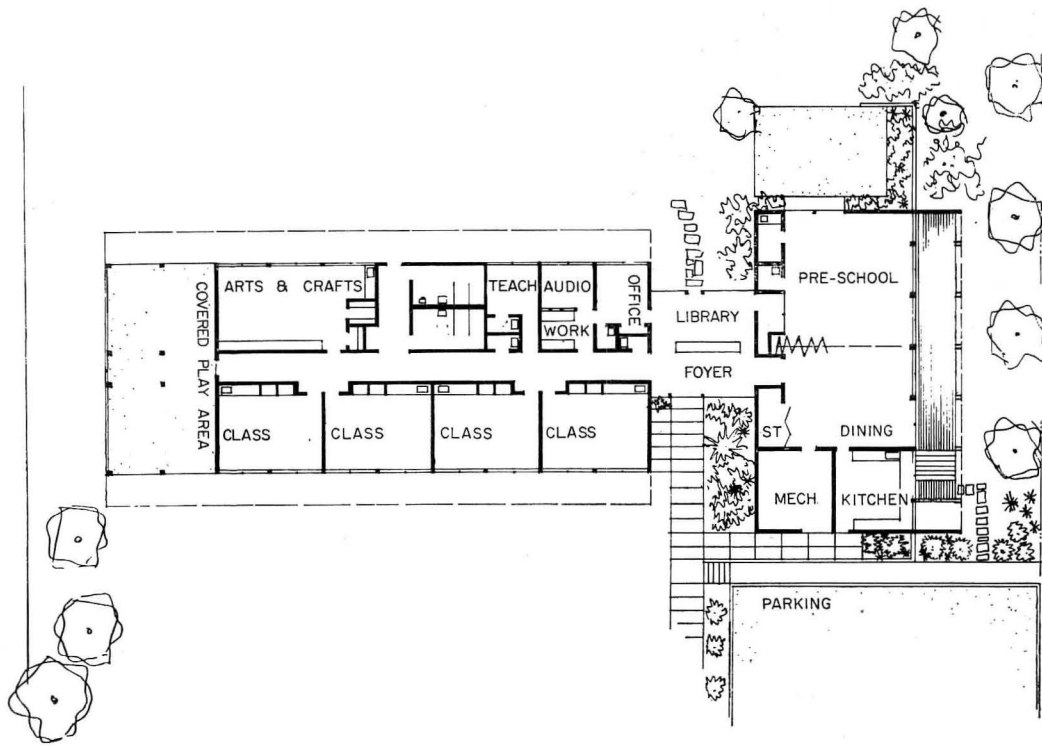 PRE-SCHOOL
ARTS & CRAFTS
TEACH
AUDIO
OFFICE
WORK
LIBRARY
COVERED PLAY AREA
FOYER
CLASS
CLASS
CLASS
CLASS
ST
DINING
MECH.
KITCHEN
PARKING